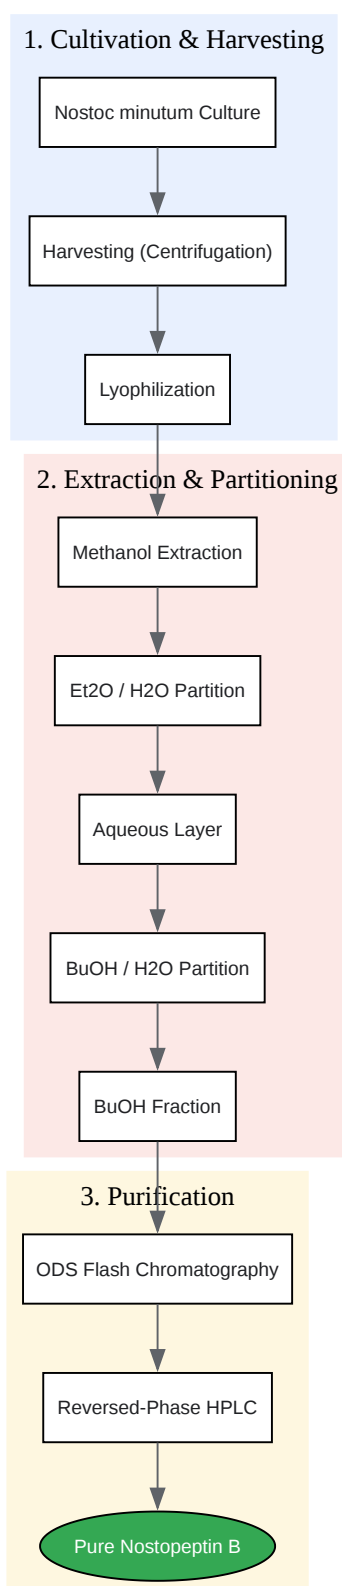 1. Cultivation & Harvesting
Nostoc minutum Culture
Harvesting (Centrifugation)
Lyophilization
2. Extraction & Partitioning
Methanol Extraction
Et2O / H2O Partition
Aqueous Layer
BuOH / H2O Partition
BuOH Fraction
3. Purification
ODS Flash Chromatography
Reversed-Phase HPLC
Pure Nostopeptin B